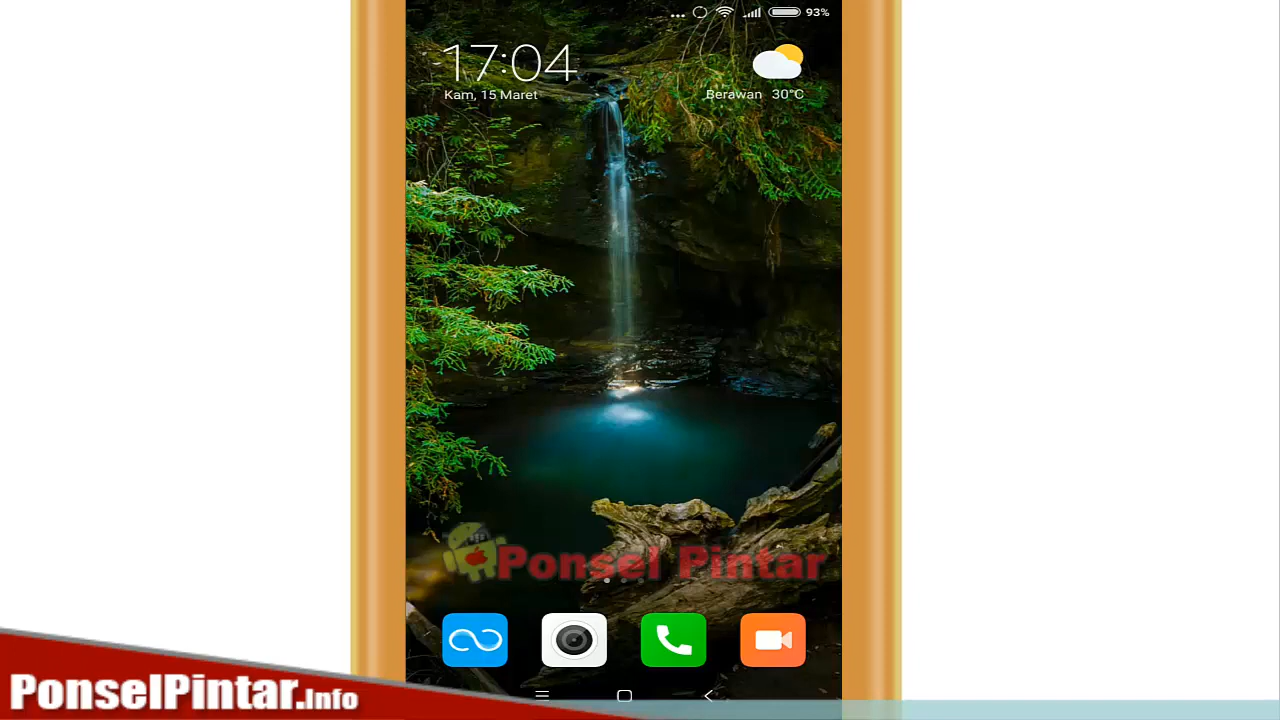 93%
17:04
Kam, 15 Maret
Berawan 30°C
Ponsel Pintar
PonselPintar.Info